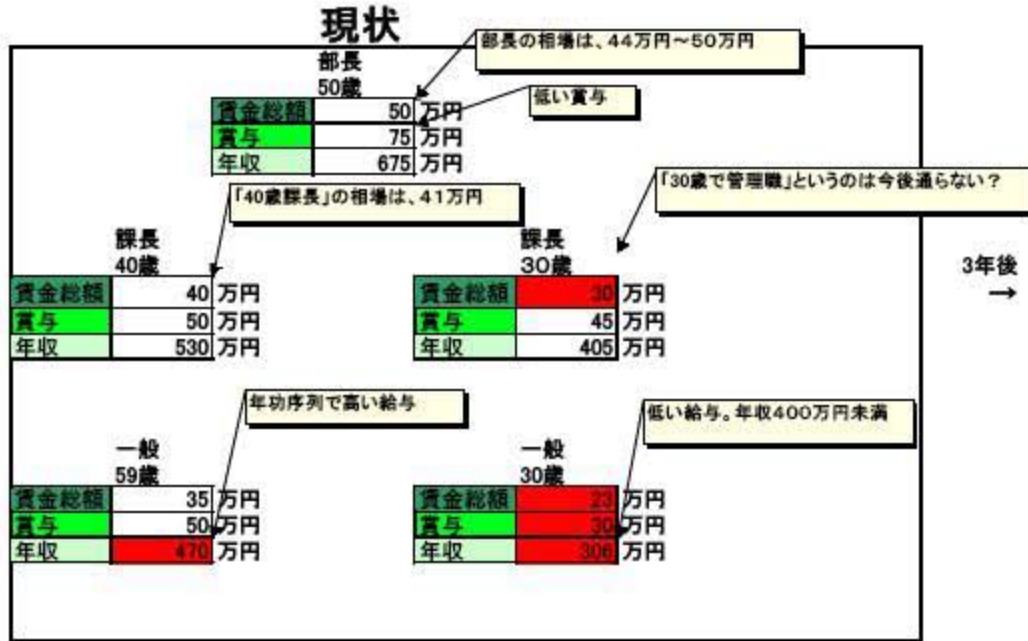 現状
部長の相場は、44万円～50万円
部長
50歳
低い賞与
賃金総額 50 万円
賞与 75 万円
年収 675 万円
「30歳で管理職」というのは今後通らない？
「40歳課長」の相場は、41万円
課長
40歳
賃金総額 40 万円
賞与 50 万円
年収 530 万円
課長
30歳
賃金総額 30 万円
賞与 45 万円
年収 405 万円
3年後
→
年功序列で高い給与
低い給与。年収400万円未満
一般
59歳
賃金総額 35 万円
賞与 50 万円
年収 470 万円
一般
30歳
賃金総額 23 万円
賞与 30 万円
年収 306 万円